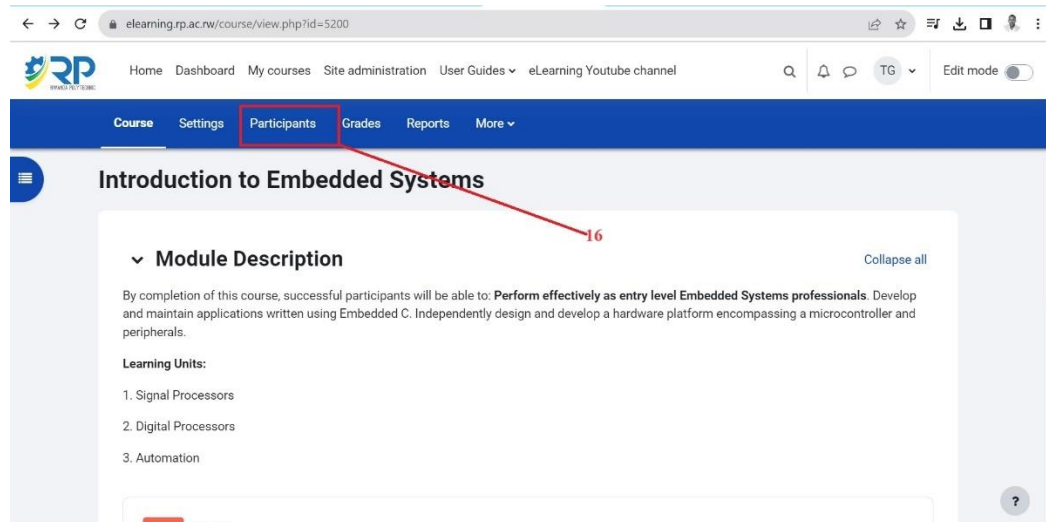 elearning.rp.ac.rw/course/view.php?id=5200
RP
RWANDA POLYTECHNIC
Home Dashboard My courses Site administration User Guides eLearning Youtube channel TG Edit mode
Course Settings Participants Grades Reports More
Introduction to Embedded Systems
16
Module Description Collapse all
By completion of this course, successful participants will be able to: Perform effectively as entry level Embedded Systems professionals. Develop
and maintain applications written using Embedded C. Independently design and develop a hardware platform encompassing a microcontroller and
peripherals.
Learning Units:
1. Signal Processors
2. Digital Processors
3. Automation
?